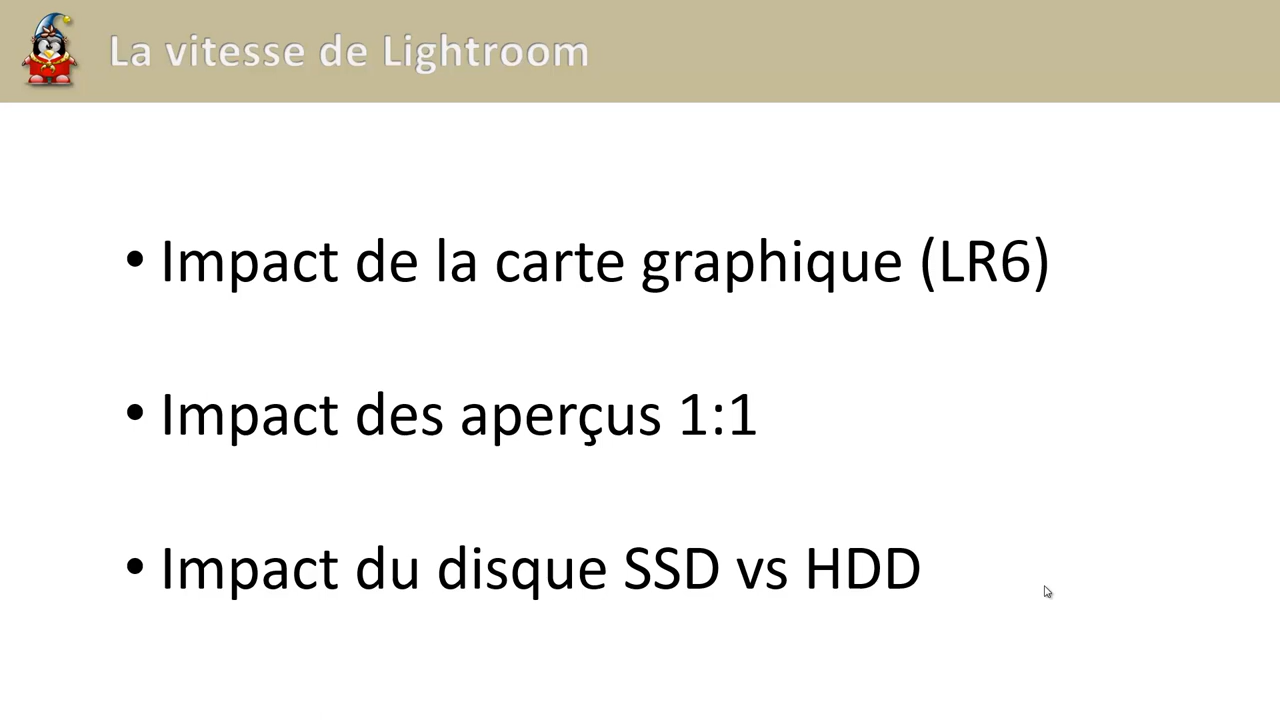 La vitesse de Lightroom
• Impact de la carte graphique (LR6)
• Impact des aperçus 1:1
• Impact du disque SSD vs HDD